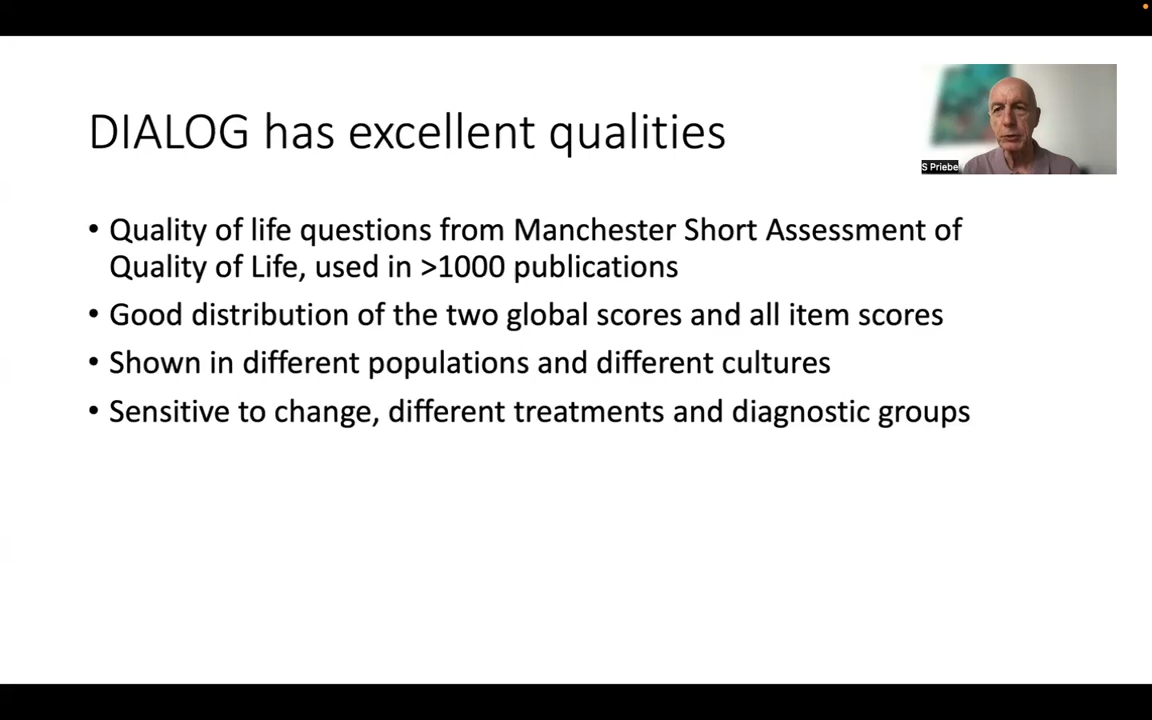 DIALOG has excellent qualities
S Priebe
• Quality of life questions from Manchester Short Assessment of
Quality of Life, used in >1000 publications
• Good distribution of the two global scores and all item scores
• Shown in different populations and different cultures
• Sensitive to change, different treatments and diagnostic groups